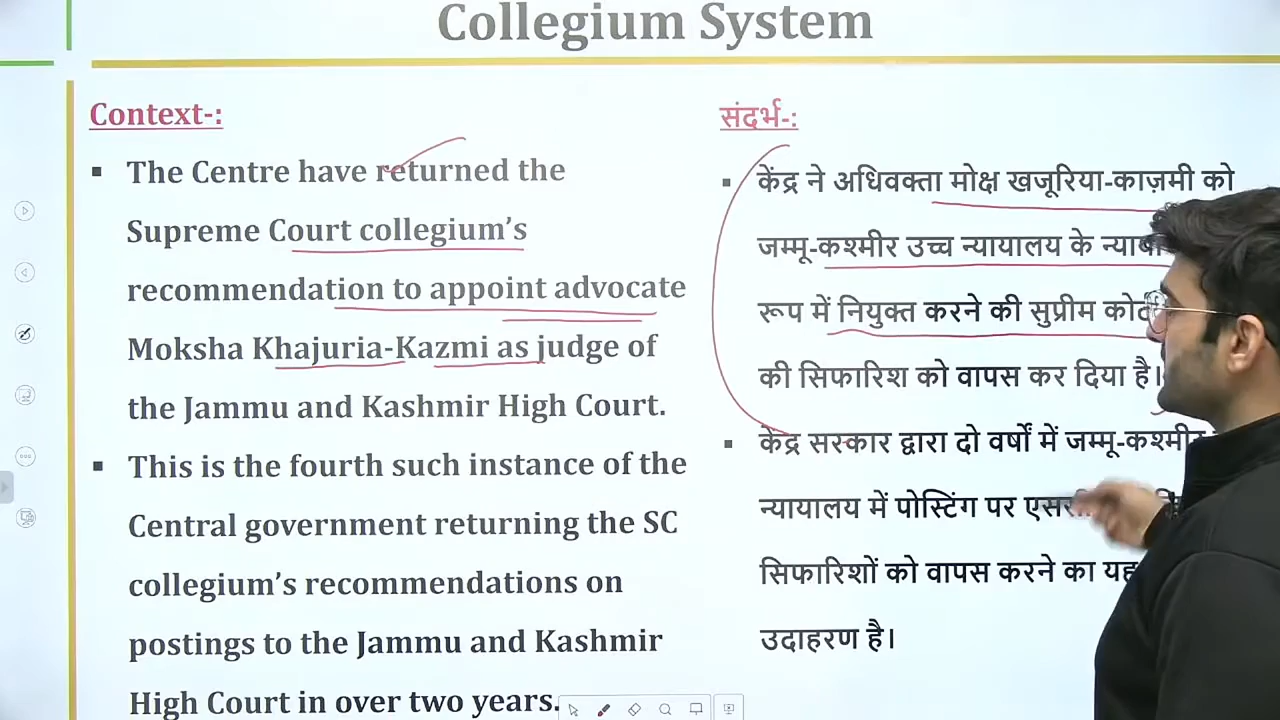 Collegium System
Context-:
▪ The Centre have returned the
Supreme Court collegium's
recommendation to appoint advocate
Moksha Khajuria-Kazmi as judge of
the Jammu and Kashmir High Court.
▪ This is the fourth such instance of the
Central government returning the SC
collegium's recommendations on
postings to the Jammu and Kashmir
High Court in over two years.
संदर्भ-:
▪ केंद्र ने अधिवक्ता मोक्ष खजूरिया-काज़मी को
जम्मू-कश्मीर उच्च न्यायालय के
रूप में नियुक्त करने की सुप्रीम
की सिफारिश को वापस कर दिया है।
▪ केंद्र सरकार द्वारा दो वर्षों में जम्मू-कश्मीर
न्यायालय में पोस्टिंग पर
सिफारिशों को वापस करने का यह
उदाहरण है।